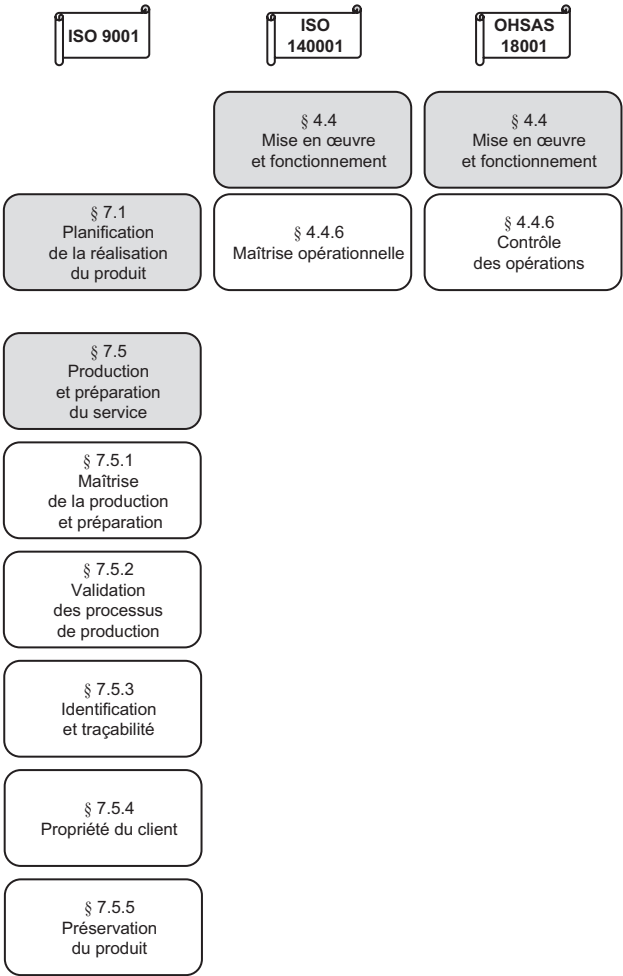 ISO 9001
ISO
140001
OHSAS
18001
§ 4.4
Mise en œuvre
et fonctionnement
§ 4.4
Mise en œuvre
et fonctionnement
§ 7.1
Planification
de la réalisation
du produit
§ 4.4.6
Maîtrise opérationnelle
§ 4.4.6
Contrôle
des opérations
§ 7.5
Production
et préparation
du service
§ 7.5.1
Maîtrise
de la production
et préparation
§ 7.5.2
Validation
des processus
de production
§ 7.5.3
Identification
et traçabilité
§ 7.5.4
Propriété du client
§ 7.5.5
Préservation
du produit